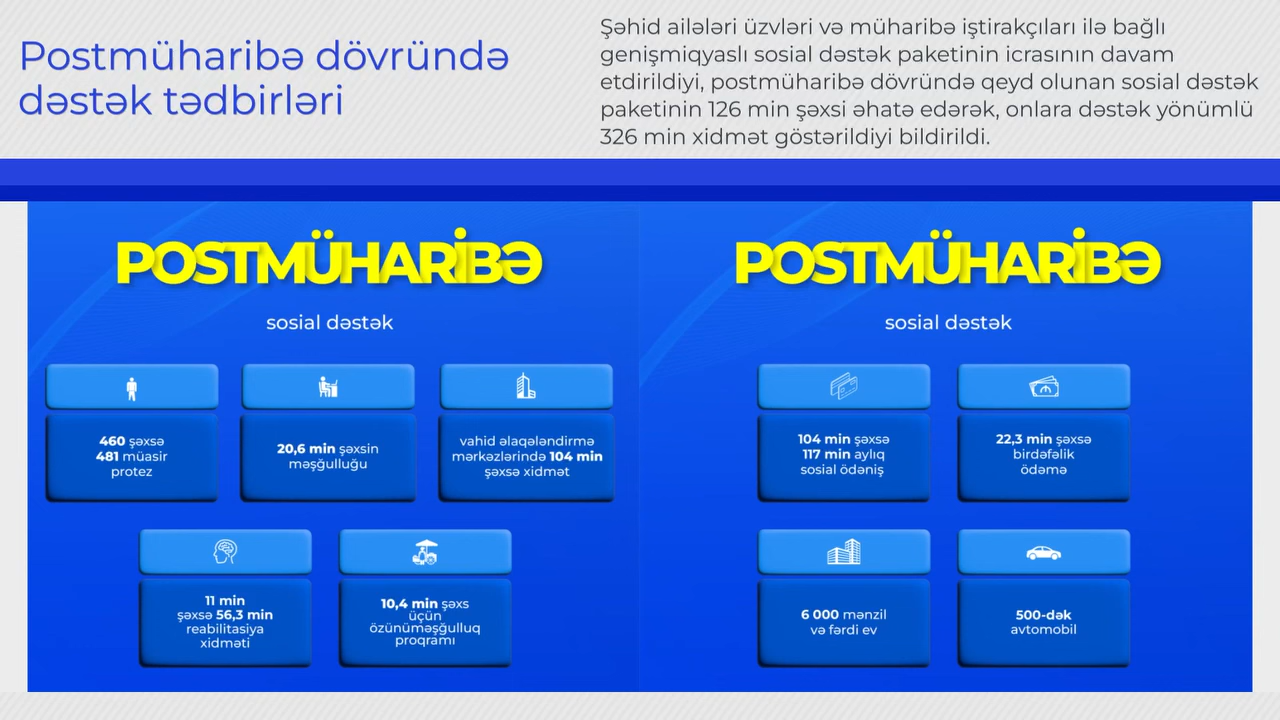 Postmüharibə dövründə
dəstək tədbirləri
Şəhid ailələri üzvləri və müharibə iştirakçıları ilə bağlı
genişmiqyaslı sosial dəstək paketinin icrasının davam
etdirildiyi, postmüharibə dövründə qeyd olunan sosial dəstək
paketinin 126 min şəxsi əhatə edərək, onlara dəstək yönümlü
326 min xidmət göstərildiyi bildirildi.
POSTMÜHARİBƏ
sosial dəstək
460 şəxsə
481 müasir
protez
20,6 min şəxsin
məşğulluğu
vahid əlaqələndirmə
mərkəzlərində 104 min
şəxsə xidmət
11 min
şəxsə 56,3 min
reabilitasiya
xidməti
10,4 min şəxs
üçün
özünüməşğulluq
proqramı
POSTMÜHARİBƏ
sosial dəstək
104 min şəxsə
117 min aylıq
sosial ödəniş
22,3 min şəxsə
birdəfəlik
ödəmə
6 000 mənzil
və fərdi ev
500-dək
avtomobil